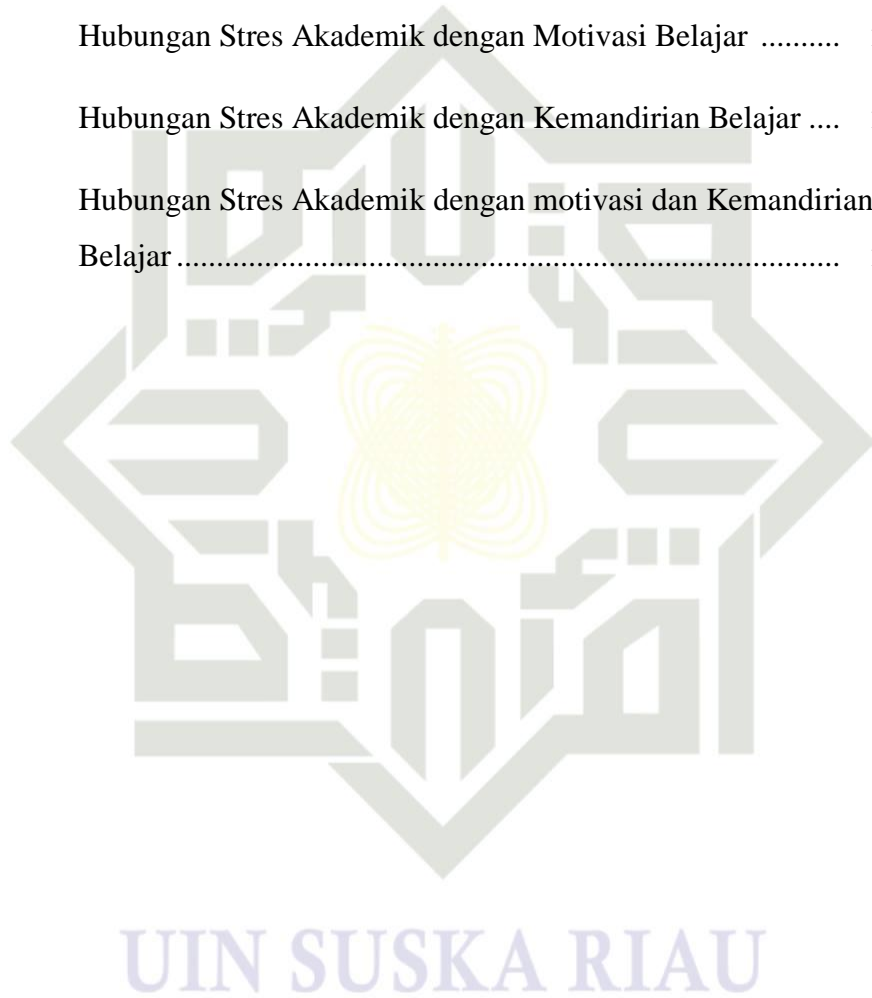 Hubungan Stres Akademik dengan Motivasi Belajar ..........
Hubungan Stres Akademik dengan Kemandirian Belajar ....
Hubungan Stres Akademik dengan motivasi dan Kemandirian
Belajar ...................................................................................
UIN SUSKA RIAU